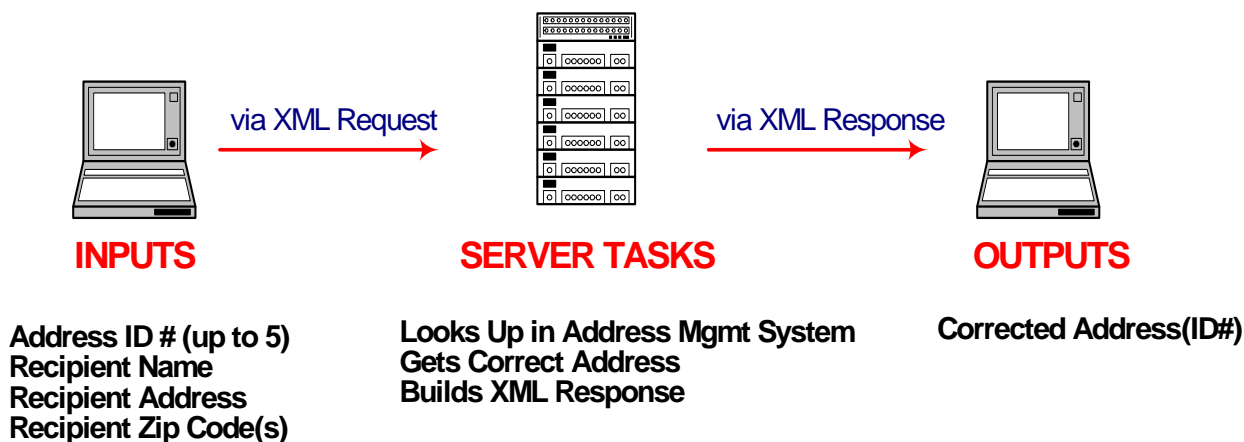 via XML Request
via XML Response
INPUTS
SERVER TASKS
OUTPUTS
Address ID # (up to 5)
Recipient Name
Recipient Address
Recipient Zip Code(s)
Looks Up in Address Mgmt System
Gets Correct Address
Builds XML Response
Corrected Address(ID#)